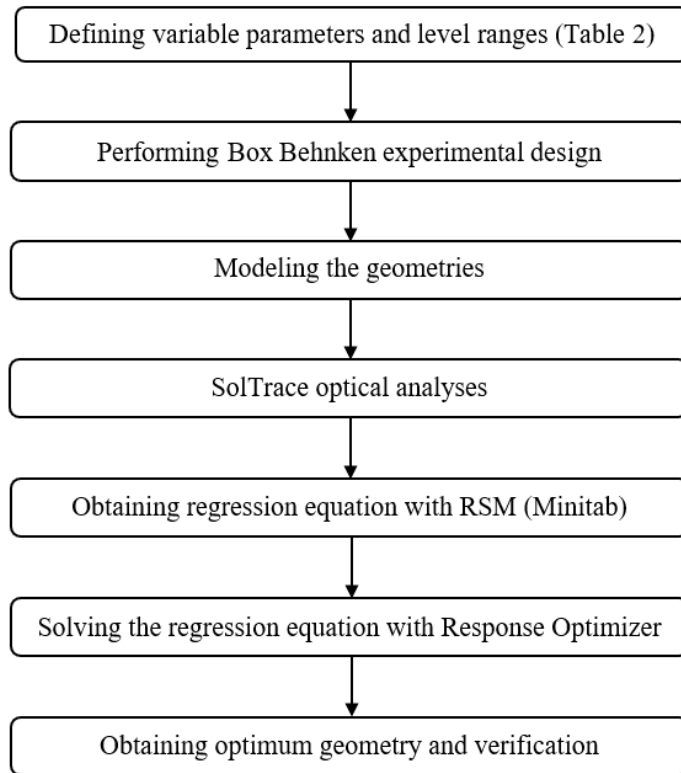 Defining variable parameters and level ranges (Table 2)
Performing Box Behnken experimental design
Modeling the geometries
SolTrace optical analyses
Obtaining regression equation with RSM (Minitab)
Solving the regression equation with Response Optimizer
Obtaining optimum geometry and verification